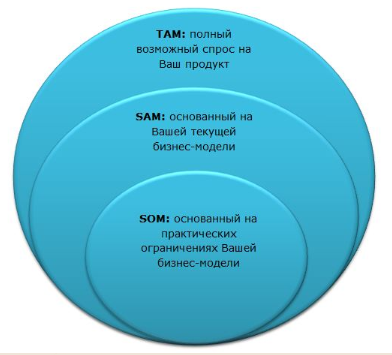 TAM: полный
возможный спрос на
Ваш продукт
SAM: основанный на
Вашей текущей
бизнес-модели
SOM: основанный на
практических
ограничениях Вашей
бизнес-модели